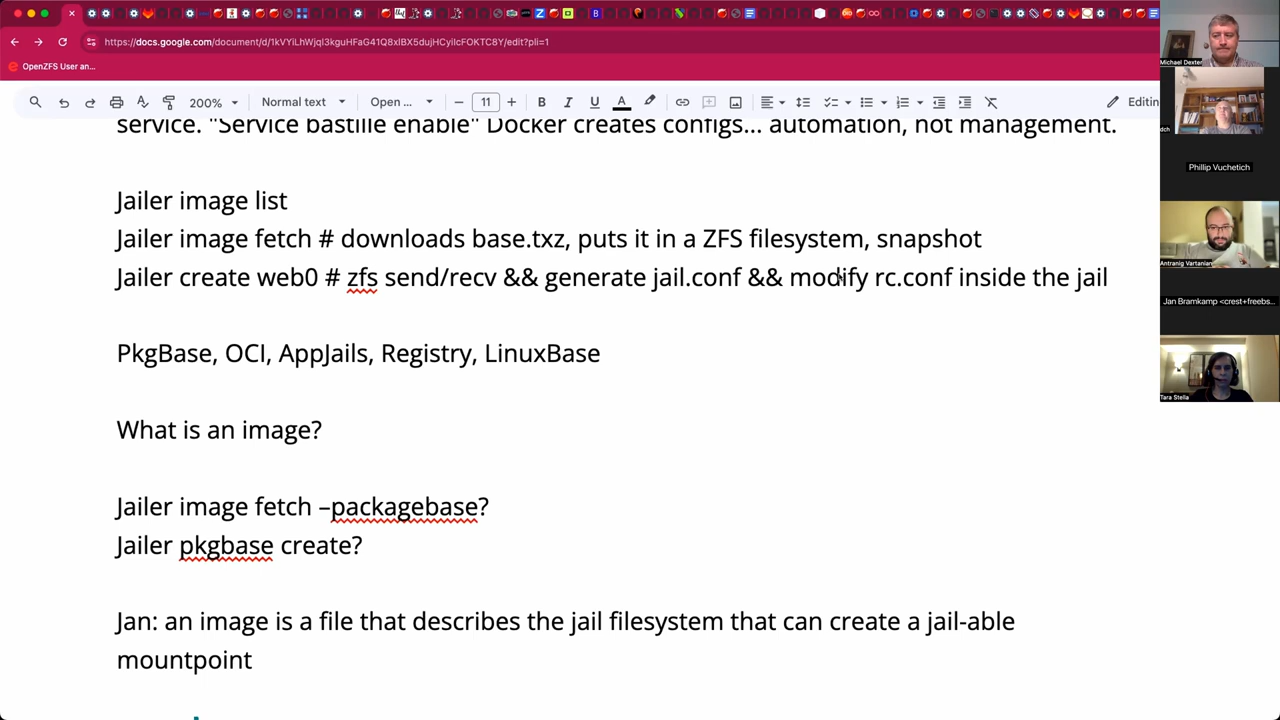 https://docs.google.com/document/d/1kVYiLhWjqI3kguHFaG41Q8xIBX5dujHCyiIcFOKTC8Y/edit?pli=1
OpenZFS User an...
200%
Normal text
Open ...
11
Editin
service. "Service bastille enable" Docker creates configs... automation, not management.
Jailer image list
Jailer image fetch # downloads base.txz, puts it in a ZFS filesystem, snapshot
Jailer create web0 # zfs send/recv && generate jail.conf && modify rc.conf inside the jail
PkgBase, OCI, AppJails, Registry, LinuxBase
What is an image?
Jailer image fetch –packagebase?
Jailer pkgbase create?
Jan: an image is a file that describes the jail filesystem that can create a jail-able
mountpoint
Michael Dexter
dch
Phillip Vuchetich
Antranig Vartanian
Jan Bramkamp <crest+freebs...
Tara Stella